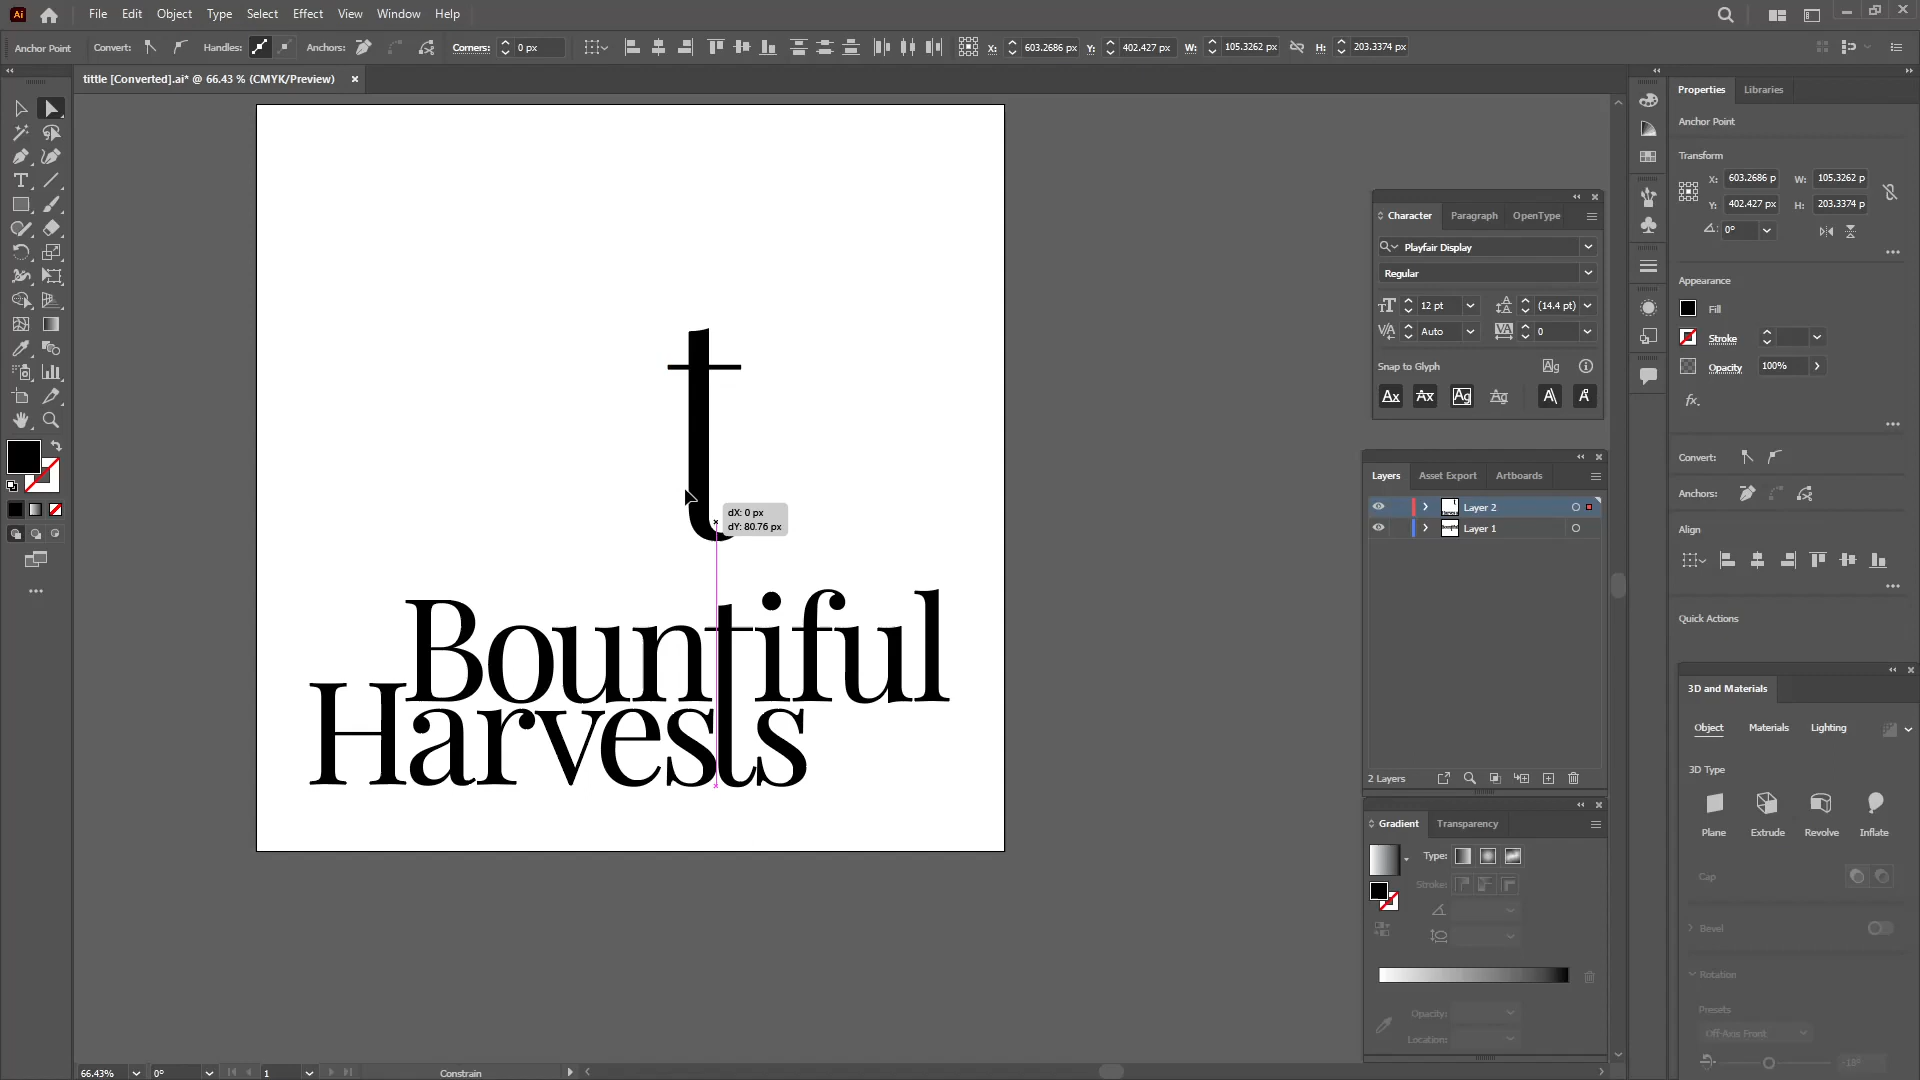 Ai
File Edit Object Type Select Effect View Window Help
Anchor Point Convert: Handles: Anchors: Corners: 0 px X: 603.2686 px Y: 402.427 px W: 105.3262 px H: 203.3374 px
tittle [Converted].ai* @ 66.43 % (CMYK/Preview)
t
dX: 0 px
dY: 80.76 px
Bountiful
Harvests
66.43% 0° 1 Constrain
Character Paragraph OpenType
Playfair Display
Regular
12 pt (14.4 pt)
Auto 0
Snap to Glyph
Layers Asset Export Artboards
Layer 2
Layer 1
2 Layers
Gradient Transparency
Type:
Stroke:
Opacity:
Location:
Properties Libraries
Anchor Point
Transform
X: 603.2686 p W: 105.3262 p
Y: 402.427 px H: 203.3374 p
0°
Appearance
Fill
Stroke
Opacity 100%
fx
Convert:
Anchors:
Align
Quick Actions
3D and Materials
Object Materials Lighting
3D Type
Plane Extrude Revolve Inflate
Cap
Bevel
Rotation
Presets
Off-Axis Front
-18°